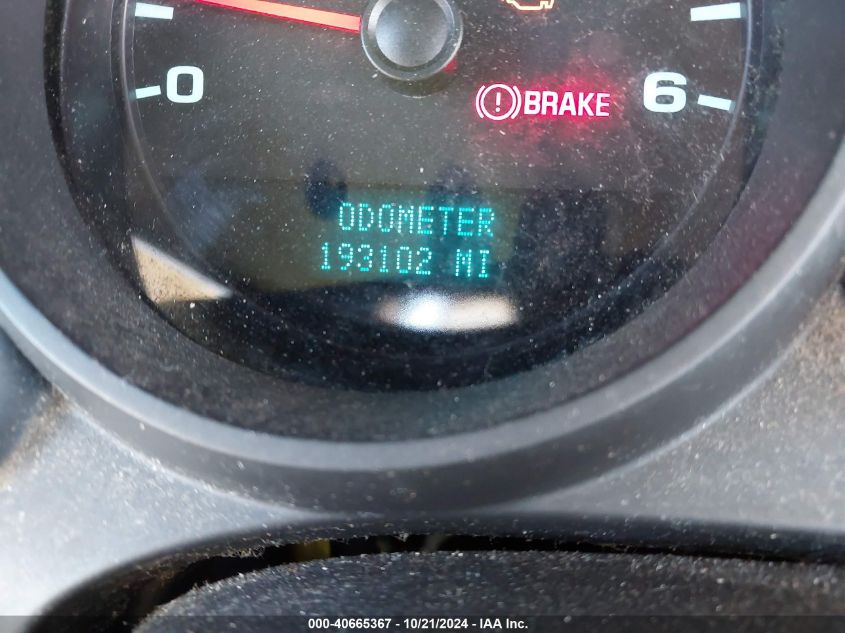 0
6
BRAKE
ODOMETER
193102 MI
000-40665367 - 10/21/2024 - IAA Inc.